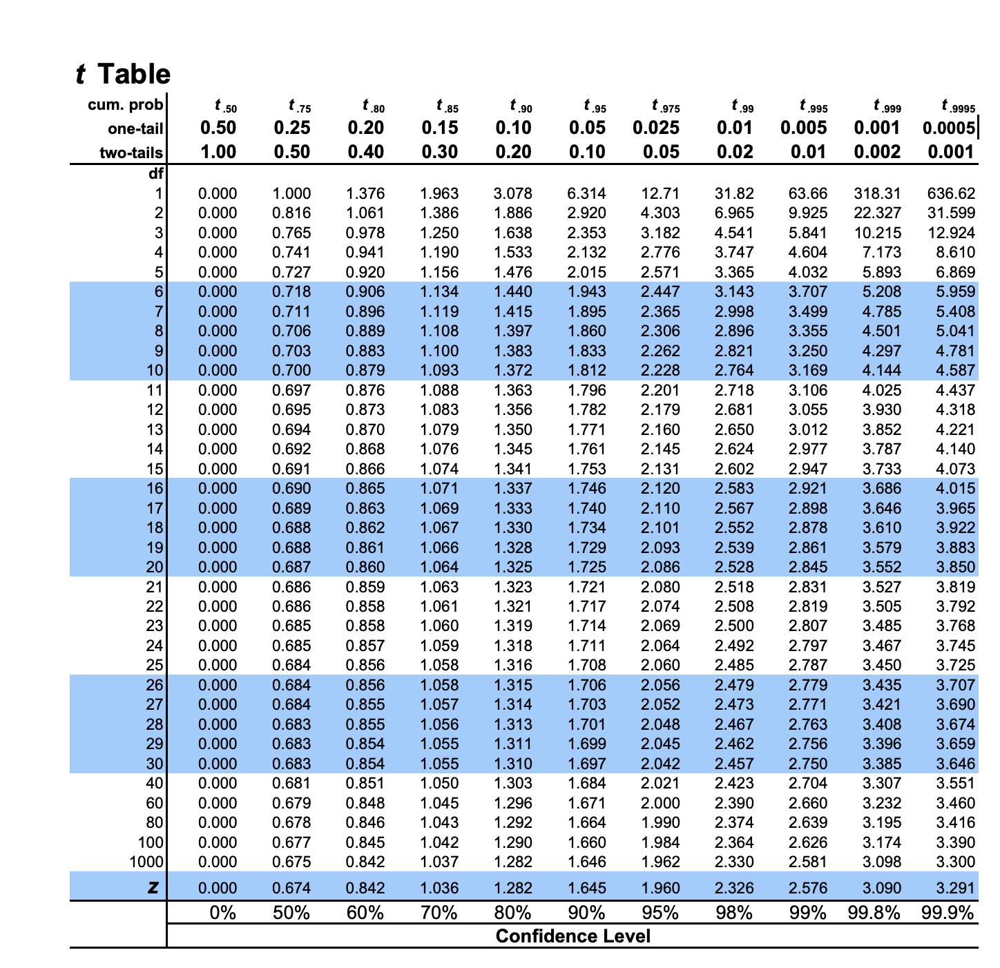 t Table
cum. prob t .50 t .75 t .80 t .85 t .90 t .95 t .975 t .99 t .995 t .999 t .9995
one-tail 0.50 0.25 0.20 0.15 0.10 0.05 0.025 0.01 0.005 0.001 0.0005
two-tails 1.00 0.50 0.40 0.30 0.20 0.10 0.05 0.02 0.01 0.002 0.001
df
1 0.000 1.000 1.376 1.963 3.078 6.314 12.71 31.82 63.66 318.31 636.62
2 0.000 0.816 1.061 1.386 1.886 2.920 4.303 6.965 9.925 22.327 31.599
3 0.000 0.765 0.978 1.250 1.638 2.353 3.182 4.541 5.841 10.215 12.924
4 0.000 0.741 0.941 1.190 1.533 2.132 2.776 3.747 4.604 7.173 8.610
5 0.000 0.727 0.920 1.156 1.476 2.015 2.571 3.365 4.032 5.893 6.869
6 0.000 0.718 0.906 1.134 1.440 1.943 2.447 3.143 3.707 5.208 5.959
7 0.000 0.711 0.896 1.119 1.415 1.895 2.365 2.998 3.499 4.785 5.408
8 0.000 0.706 0.889 1.108 1.397 1.860 2.306 2.896 3.355 4.501 5.041
9 0.000 0.703 0.883 1.100 1.383 1.833 2.262 2.821 3.250 4.297 4.781
10 0.000 0.700 0.879 1.093 1.372 1.812 2.228 2.764 3.169 4.144 4.587
11 0.000 0.697 0.876 1.088 1.363 1.796 2.201 2.718 3.106 4.025 4.437
12 0.000 0.695 0.873 1.083 1.356 1.782 2.179 2.681 3.055 3.930 4.318
13 0.000 0.694 0.870 1.079 1.350 1.771 2.160 2.650 3.012 3.852 4.221
14 0.000 0.692 0.868 1.076 1.345 1.761 2.145 2.624 2.977 3.787 4.140
15 0.000 0.691 0.866 1.074 1.341 1.753 2.131 2.602 2.947 3.733 4.073
16 0.000 0.690 0.865 1.071 1.337 1.746 2.120 2.583 2.921 3.686 4.015
17 0.000 0.689 0.863 1.069 1.333 1.740 2.110 2.567 2.898 3.646 3.965
18 0.000 0.688 0.862 1.067 1.330 1.734 2.101 2.552 2.878 3.610 3.922
19 0.000 0.688 0.861 1.066 1.328 1.729 2.093 2.539 2.861 3.579 3.883
20 0.000 0.687 0.860 1.064 1.325 1.725 2.086 2.528 2.845 3.552 3.850
21 0.000 0.686 0.859 1.063 1.323 1.721 2.080 2.518 2.831 3.527 3.819
22 0.000 0.686 0.858 1.061 1.321 1.717 2.074 2.508 2.819 3.505 3.792
23 0.000 0.685 0.858 1.060 1.319 1.714 2.069 2.500 2.807 3.485 3.768
24 0.000 0.685 0.857 1.059 1.318 1.711 2.064 2.492 2.797 3.467 3.745
25 0.000 0.684 0.856 1.058 1.316 1.708 2.060 2.485 2.787 3.450 3.725
26 0.000 0.684 0.856 1.058 1.315 1.706 2.056 2.479 2.779 3.435 3.707
27 0.000 0.684 0.855 1.057 1.314 1.703 2.052 2.473 2.771 3.421 3.690
28 0.000 0.683 0.855 1.056 1.313 1.701 2.048 2.467 2.763 3.408 3.674
29 0.000 0.683 0.854 1.055 1.311 1.699 2.045 2.462 2.756 3.396 3.659
30 0.000 0.683 0.854 1.055 1.310 1.697 2.042 2.457 2.750 3.385 3.646
40 0.000 0.681 0.851 1.050 1.303 1.684 2.021 2.423 2.704 3.307 3.551
60 0.000 0.679 0.848 1.045 1.296 1.671 2.000 2.390 2.660 3.232 3.460
80 0.000 0.678 0.846 1.043 1.292 1.664 1.990 2.374 2.639 3.195 3.416
100 0.000 0.677 0.845 1.042 1.290 1.660 1.984 2.364 2.626 3.174 3.390
1000 0.000 0.675 0.842 1.037 1.282 1.646 1.962 2.330 2.581 3.098 3.300
z 0.000 0.674 0.842 1.036 1.282 1.645 1.960 2.326 2.576 3.090 3.291
0% 50% 60% 70% 80% 90% 95% 98% 99% 99.8% 99.9%
Confidence Level